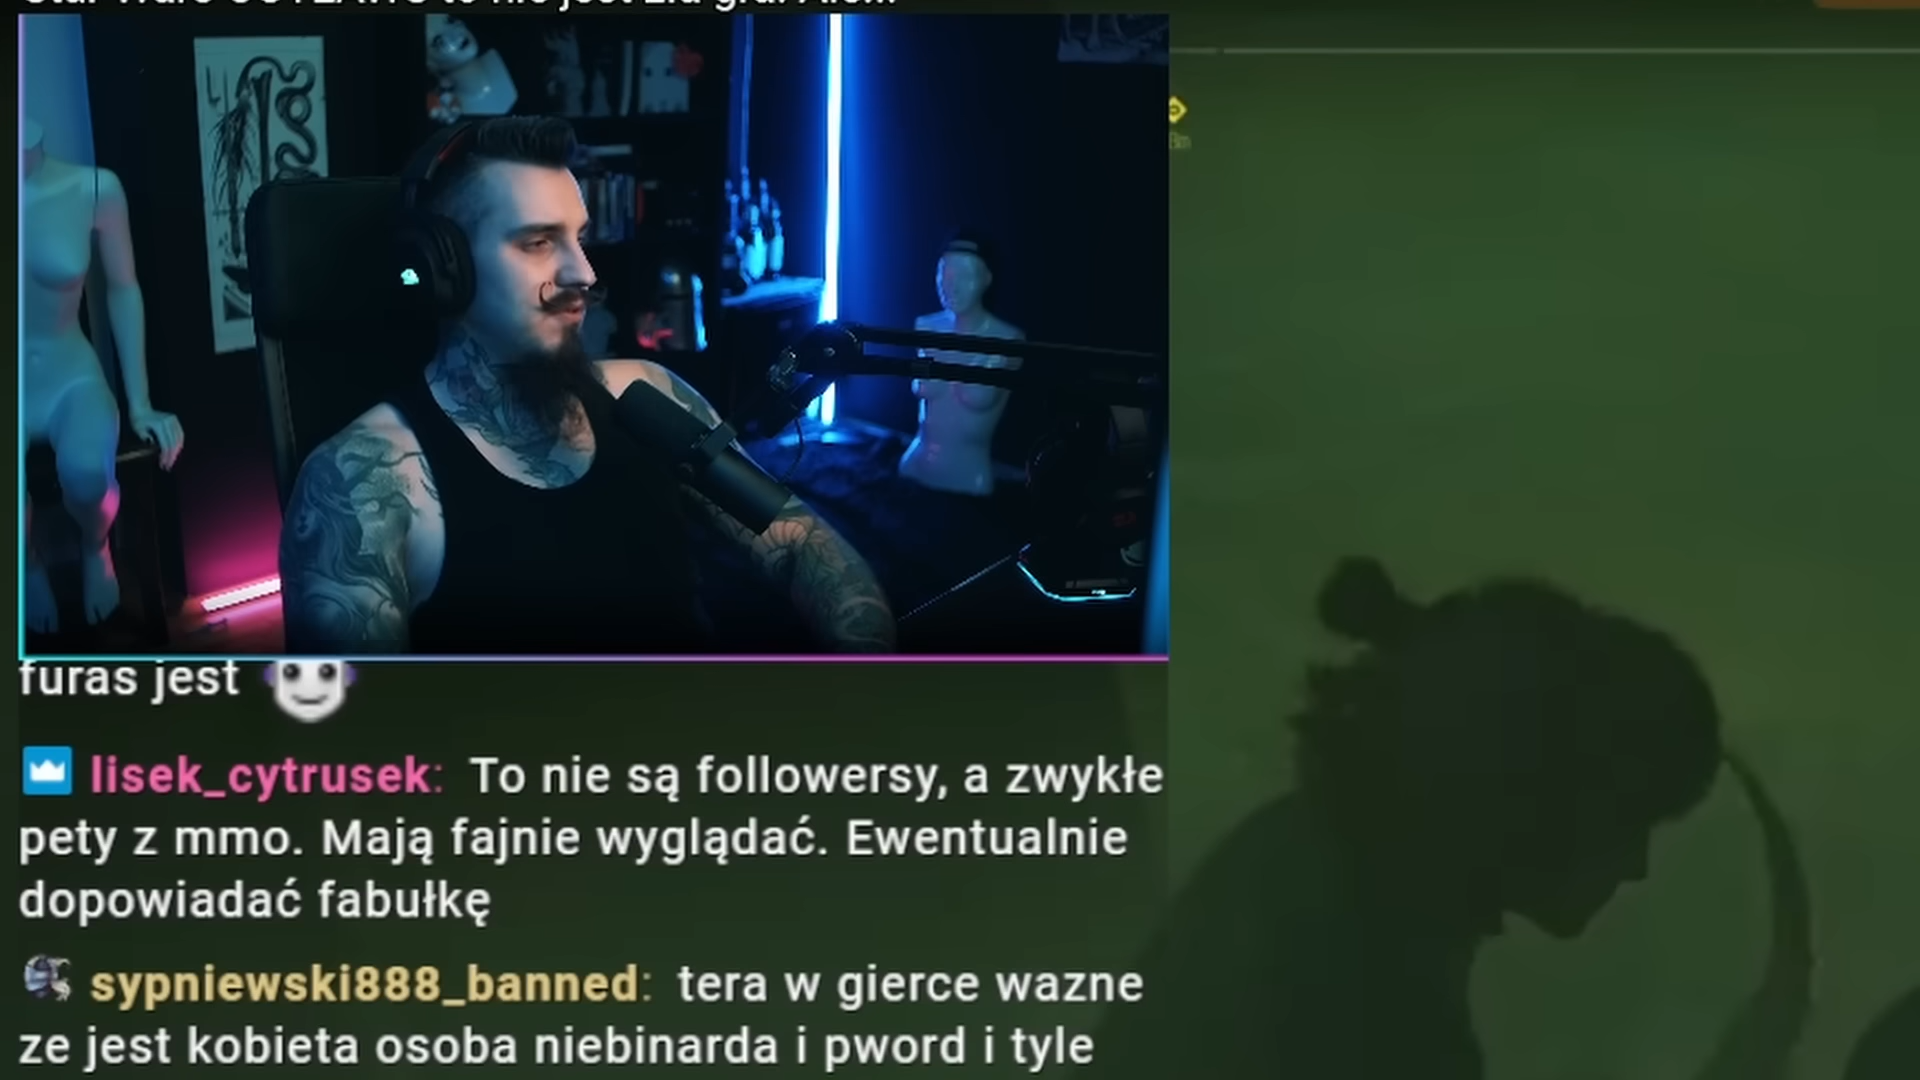 furas jest
lisek_cytrusek: To nie są followersy, a zwykłe
pety z mmo. Mają fajnie wyglądać. Ewentualnie
dopowiadać fabułkę
sypniewski888_banned: tera w gierce wazne
ze jest kobieta osoba niebinarda i pword i tyle